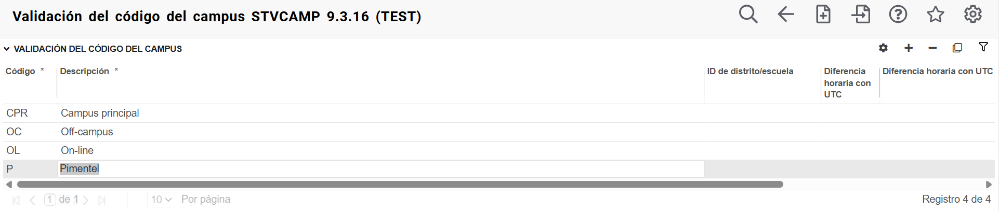 Validación del código del campus STVCAMP 9.3.16 (TEST)
VALIDACIÓN DEL CÓDIGO DEL CAMPUS
Código * Descripción * ID de distrito/escuela Diferencia horaria con UTC Diferencia horaria con UTC
CPR Campus principal
OC Off-campus
OL On-line
P Pimentel
1 de 1 10 Por página Registro 4 de 4